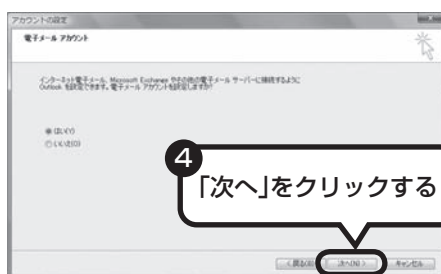 アカウントの設定
電子メール アカウント
インターネット電子メール、Microsoft Exchange やその他の電子メール サーバーに接続するように
Outlook を設定できます。電子メール アカウントを設定しますか?
はい(Y)
いいえ(O)
4
「次へ」をクリックする
< 戻る(B)
次へ(N) >
キャンセル